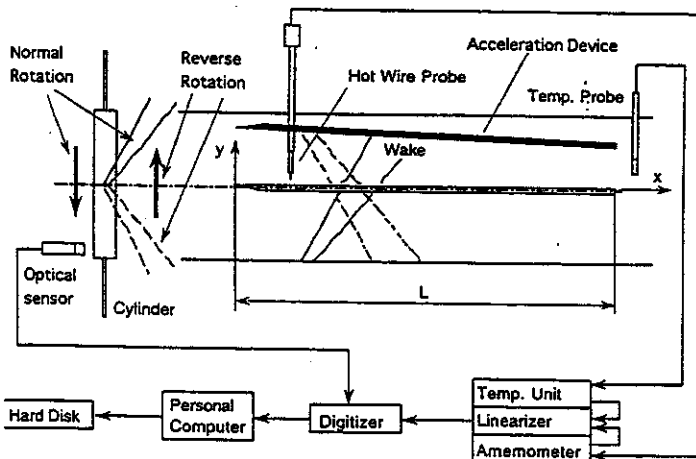 Normal
Rotation
Reverse
Rotation
Acceleration Device
Hot Wire Probe
Temp. Probe
y
Wake
x
Optical
sensor
Cylinder
L
Temp. Unit
Hard Disk
Personal
Computer
Digitizer
Linearizer
Amemometer